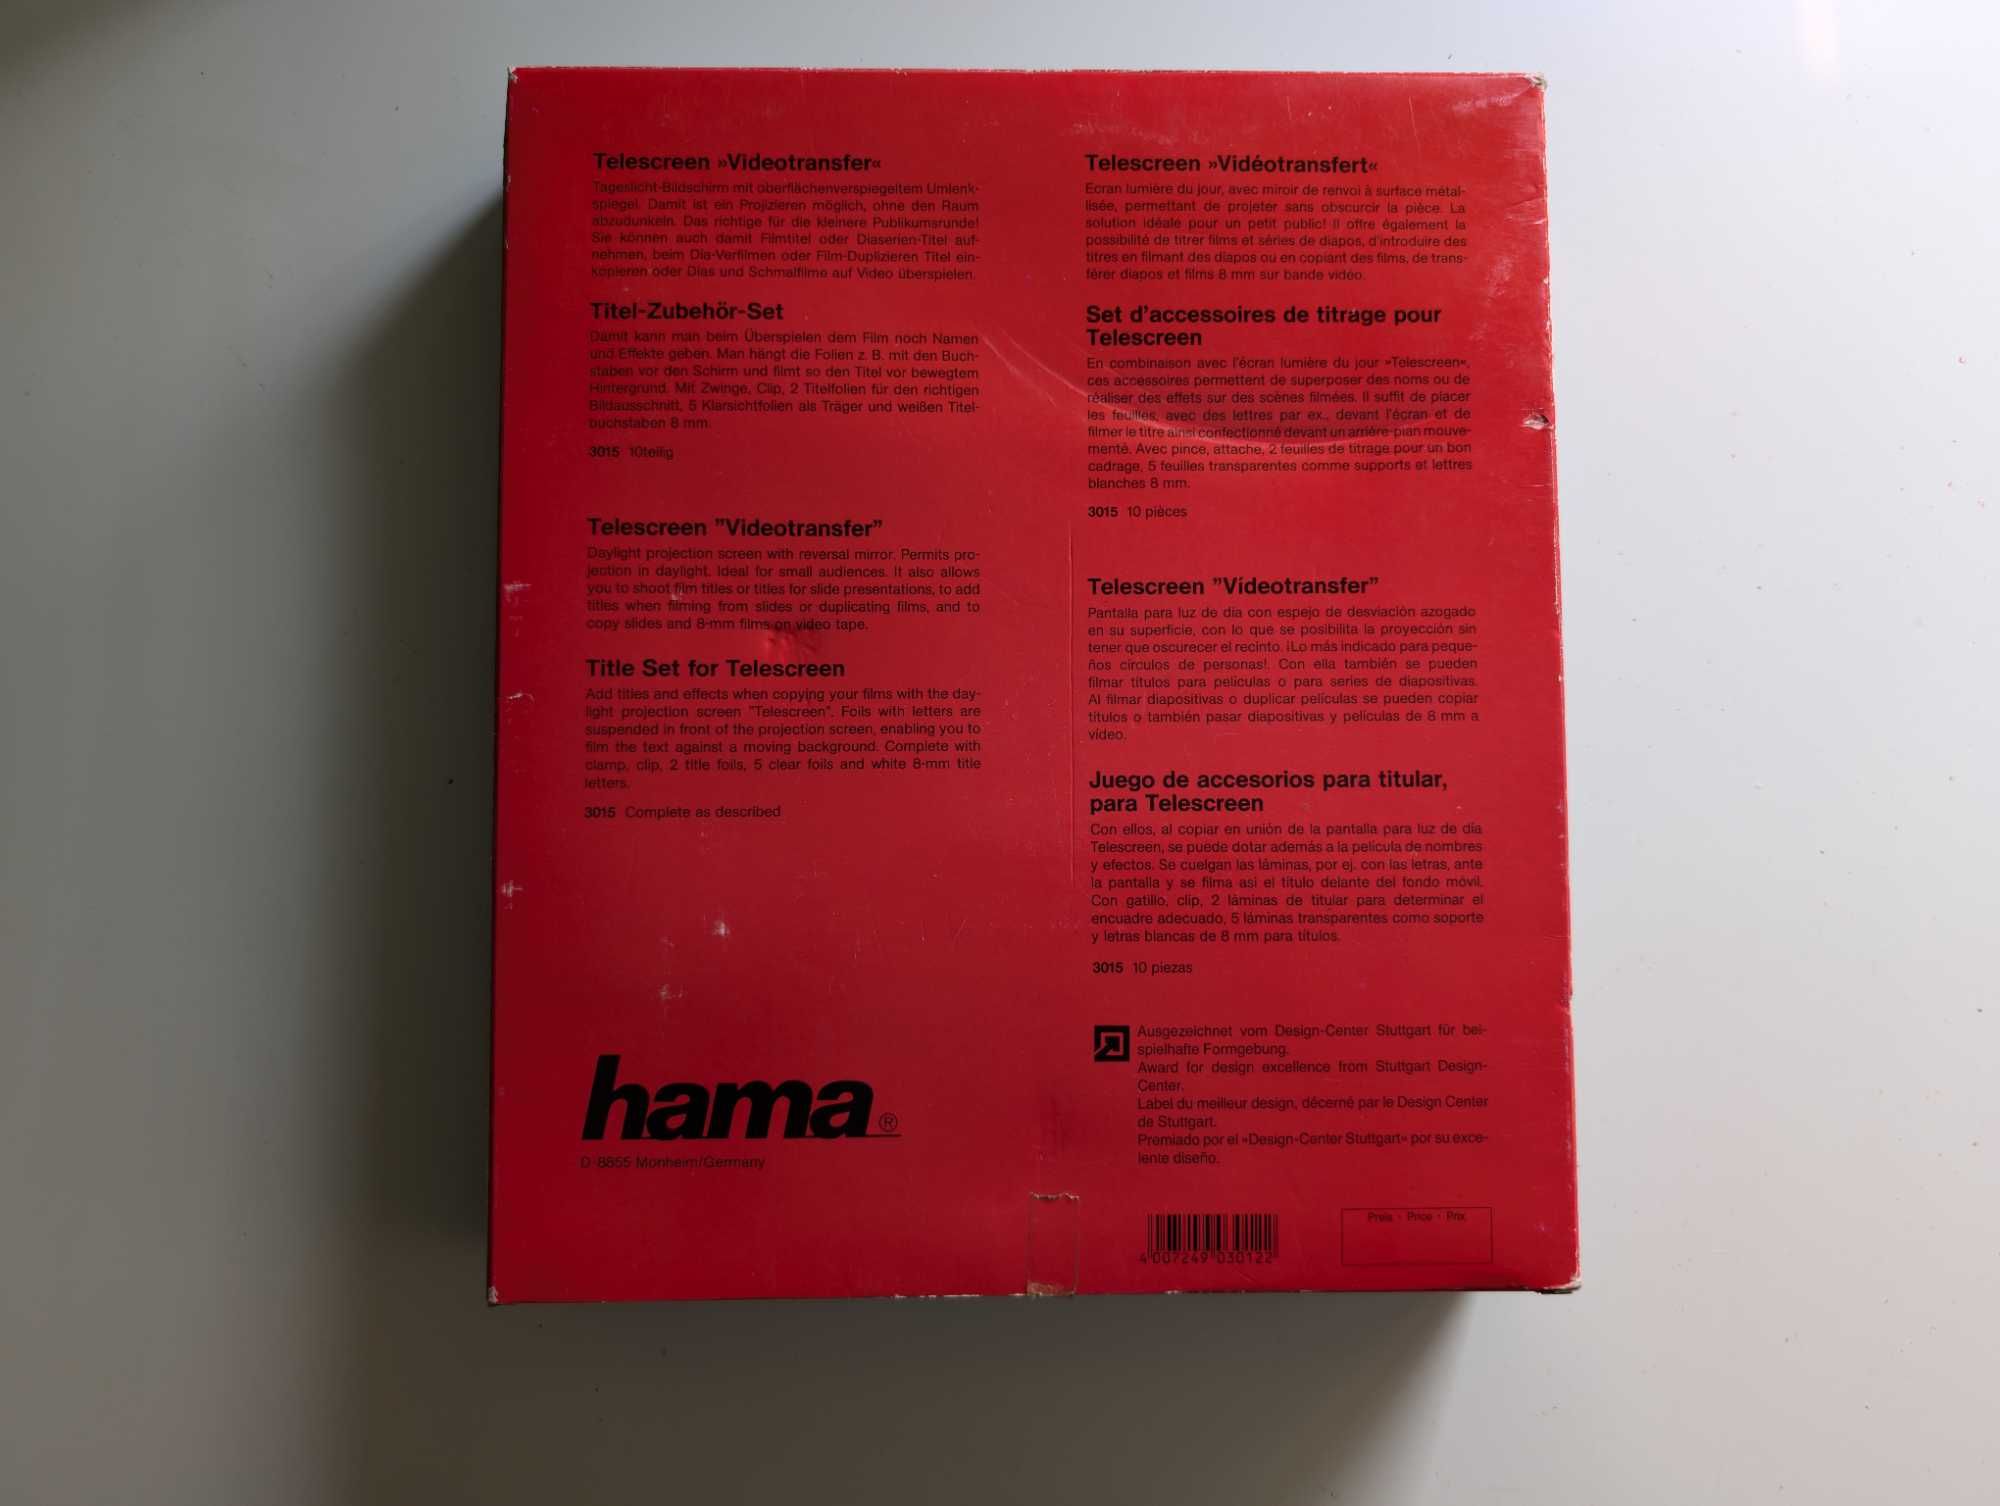 Telescreen »Videotransfer«
Tageslicht-Bildschirm mit oberflächenverspiegeltem Umlenk-
spiegel. Damit ist ein Projizieren möglich, ohne den Raum
abzudunkeln. Das richtige für die kleinere Publikumsrunde!
Sie können auch damit Filmtitel oder Diaserien-Titel auf-
nehmen, beim Dia-Verfilmen oder Film-Duplizieren Titel ein-
kopieren oder Dias und Schmalfilme auf Video überspielen.
Titel-Zubehör-Set
Damit kann man beim Überspielen dem Film noch Namen
und Effekte geben. Man hängt die Folien z. B. mit den Buch-
staben vor den Schirm und filmt so den Titel vor bewegtem
Hintergrund. Mit Zwinge, Clip, 2 Titelfolien für den richtigen
Bildausschnitt, 5 Klarsichtfolien als Träger und weißen Titel-
buchstaben 8 mm.
3015 10teilig
Telescreen "Videotransfer"
Daylight projection screen with reversal mirror. Permits pro-
jection in daylight. Ideal for small audiences. It also allows
you to shoot film titles or titles for slide presentations, to add
titles when filming from slides or duplicating films, and to
copy slides and 8-mm films on video tape.
Title Set for Telescreen
Add titles and effects when copying your films with the day-
light projection screen "Telescreen". Foils with letters are
suspended in front of the projection screen, enabling you to
film the text against a moving background. Complete with
clamp, clip, 2 title foils, 5 clear foils and white 8-mm title
letters.
3015 Complete as described
hama®
D-8855 Monheim/Germany
Telescreen »Vidéotransfert«
Ecran lumière du jour, avec miroir de renvoi à surface métal-
lisée, permettant de projeter sans obscurcir la pièce. La
solution idéale pour un petit public! Il offre également la
possibilité de titrer films et séries de diapos, d'introduire des
titres en filmant des diapos ou en copiant des films, de trans-
férer diapos et films 8 mm sur bande vidéo.
Set d'accessoires de titrage pour
Telescreen
En combinaison avec l'écran lumière du jour »Telescreen«,
ces accessoires permettent de superposer des noms ou de
réaliser des effets sur des scènes filmées. Il suffit de placer
les feuilles, avec des lettres par ex., devant l'écran et de
filmer le titre ainsi confectionné devant un arrière-plan mouve-
menté. Avec pince, attache, 2 feuilles de titrage pour un bon
cadrage, 5 feuilles transparentes comme supports et lettres
blanches 8 mm.
3015 10 pièces
Telescreen "Videotransfer"
Pantalla para luz de día con espejo de desviación azogado
en su superficie, con lo que se posibilita la proyección sin
tener que oscurecer el recinto. ¡Lo más indicado para peque-
ños círculos de personas!. Con ella también se pueden
filmar títulos para películas o para series de diapositivas.
Al filmar diapositivas o duplicar películas se pueden copiar
títulos o también pasar diapositivas y películas de 8 mm a
vídeo.
Juego de accesorios para titular,
para Telescreen
Con ellos, al copiar en unión de la pantalla para luz de día
Telescreen, se puede dotar además a la película de nombres
y efectos. Se cuelgan las láminas, por ej. con las letras, ante
la pantalla y se filma así el título delante del fondo móvil.
Con gatillo, clip, 2 láminas de titular para determinar el
encuadre adecuado, 5 láminas transparentes como soporte
y letras blancas de 8 mm para títulos.
3015 10 piezas
Ausgezeichnet vom Design-Center Stuttgart für bei-
spielhafte Formgebung.
Award for design excellence from Stuttgart Design-
Center.
Label du meilleur design, décerné par le Design Center
de Stuttgart.
Premiado por el »Design-Center Stuttgart« por su exce-
lente diseño.
4 007249 030122
Preis · Price · Prix